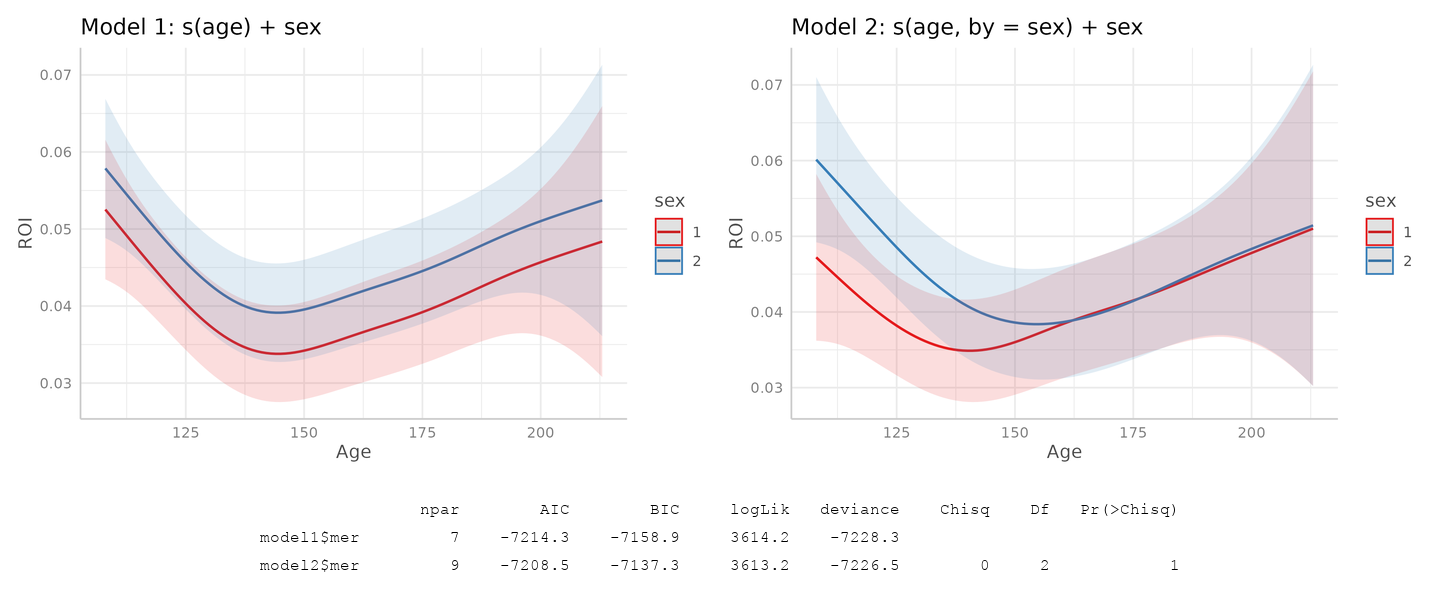 Model 1: s(age) + sex
0.07
0.06
0.05
0.04
0.03
ROI
125 150 175 200
Age
sex
1
2
Model 2: s(age, by = sex) + sex
0.07
0.06
0.05
0.04
0.03
ROI
125 150 175 200
Age
sex
1
2
npar AIC BIC logLik deviance Chisq Df Pr(>Chisq)
model1$mer 7 -7214.3 -7158.9 3614.2 -7228.3
model2$mer 9 -7208.5 -7137.3 3613.2 -7226.5 0 2 1